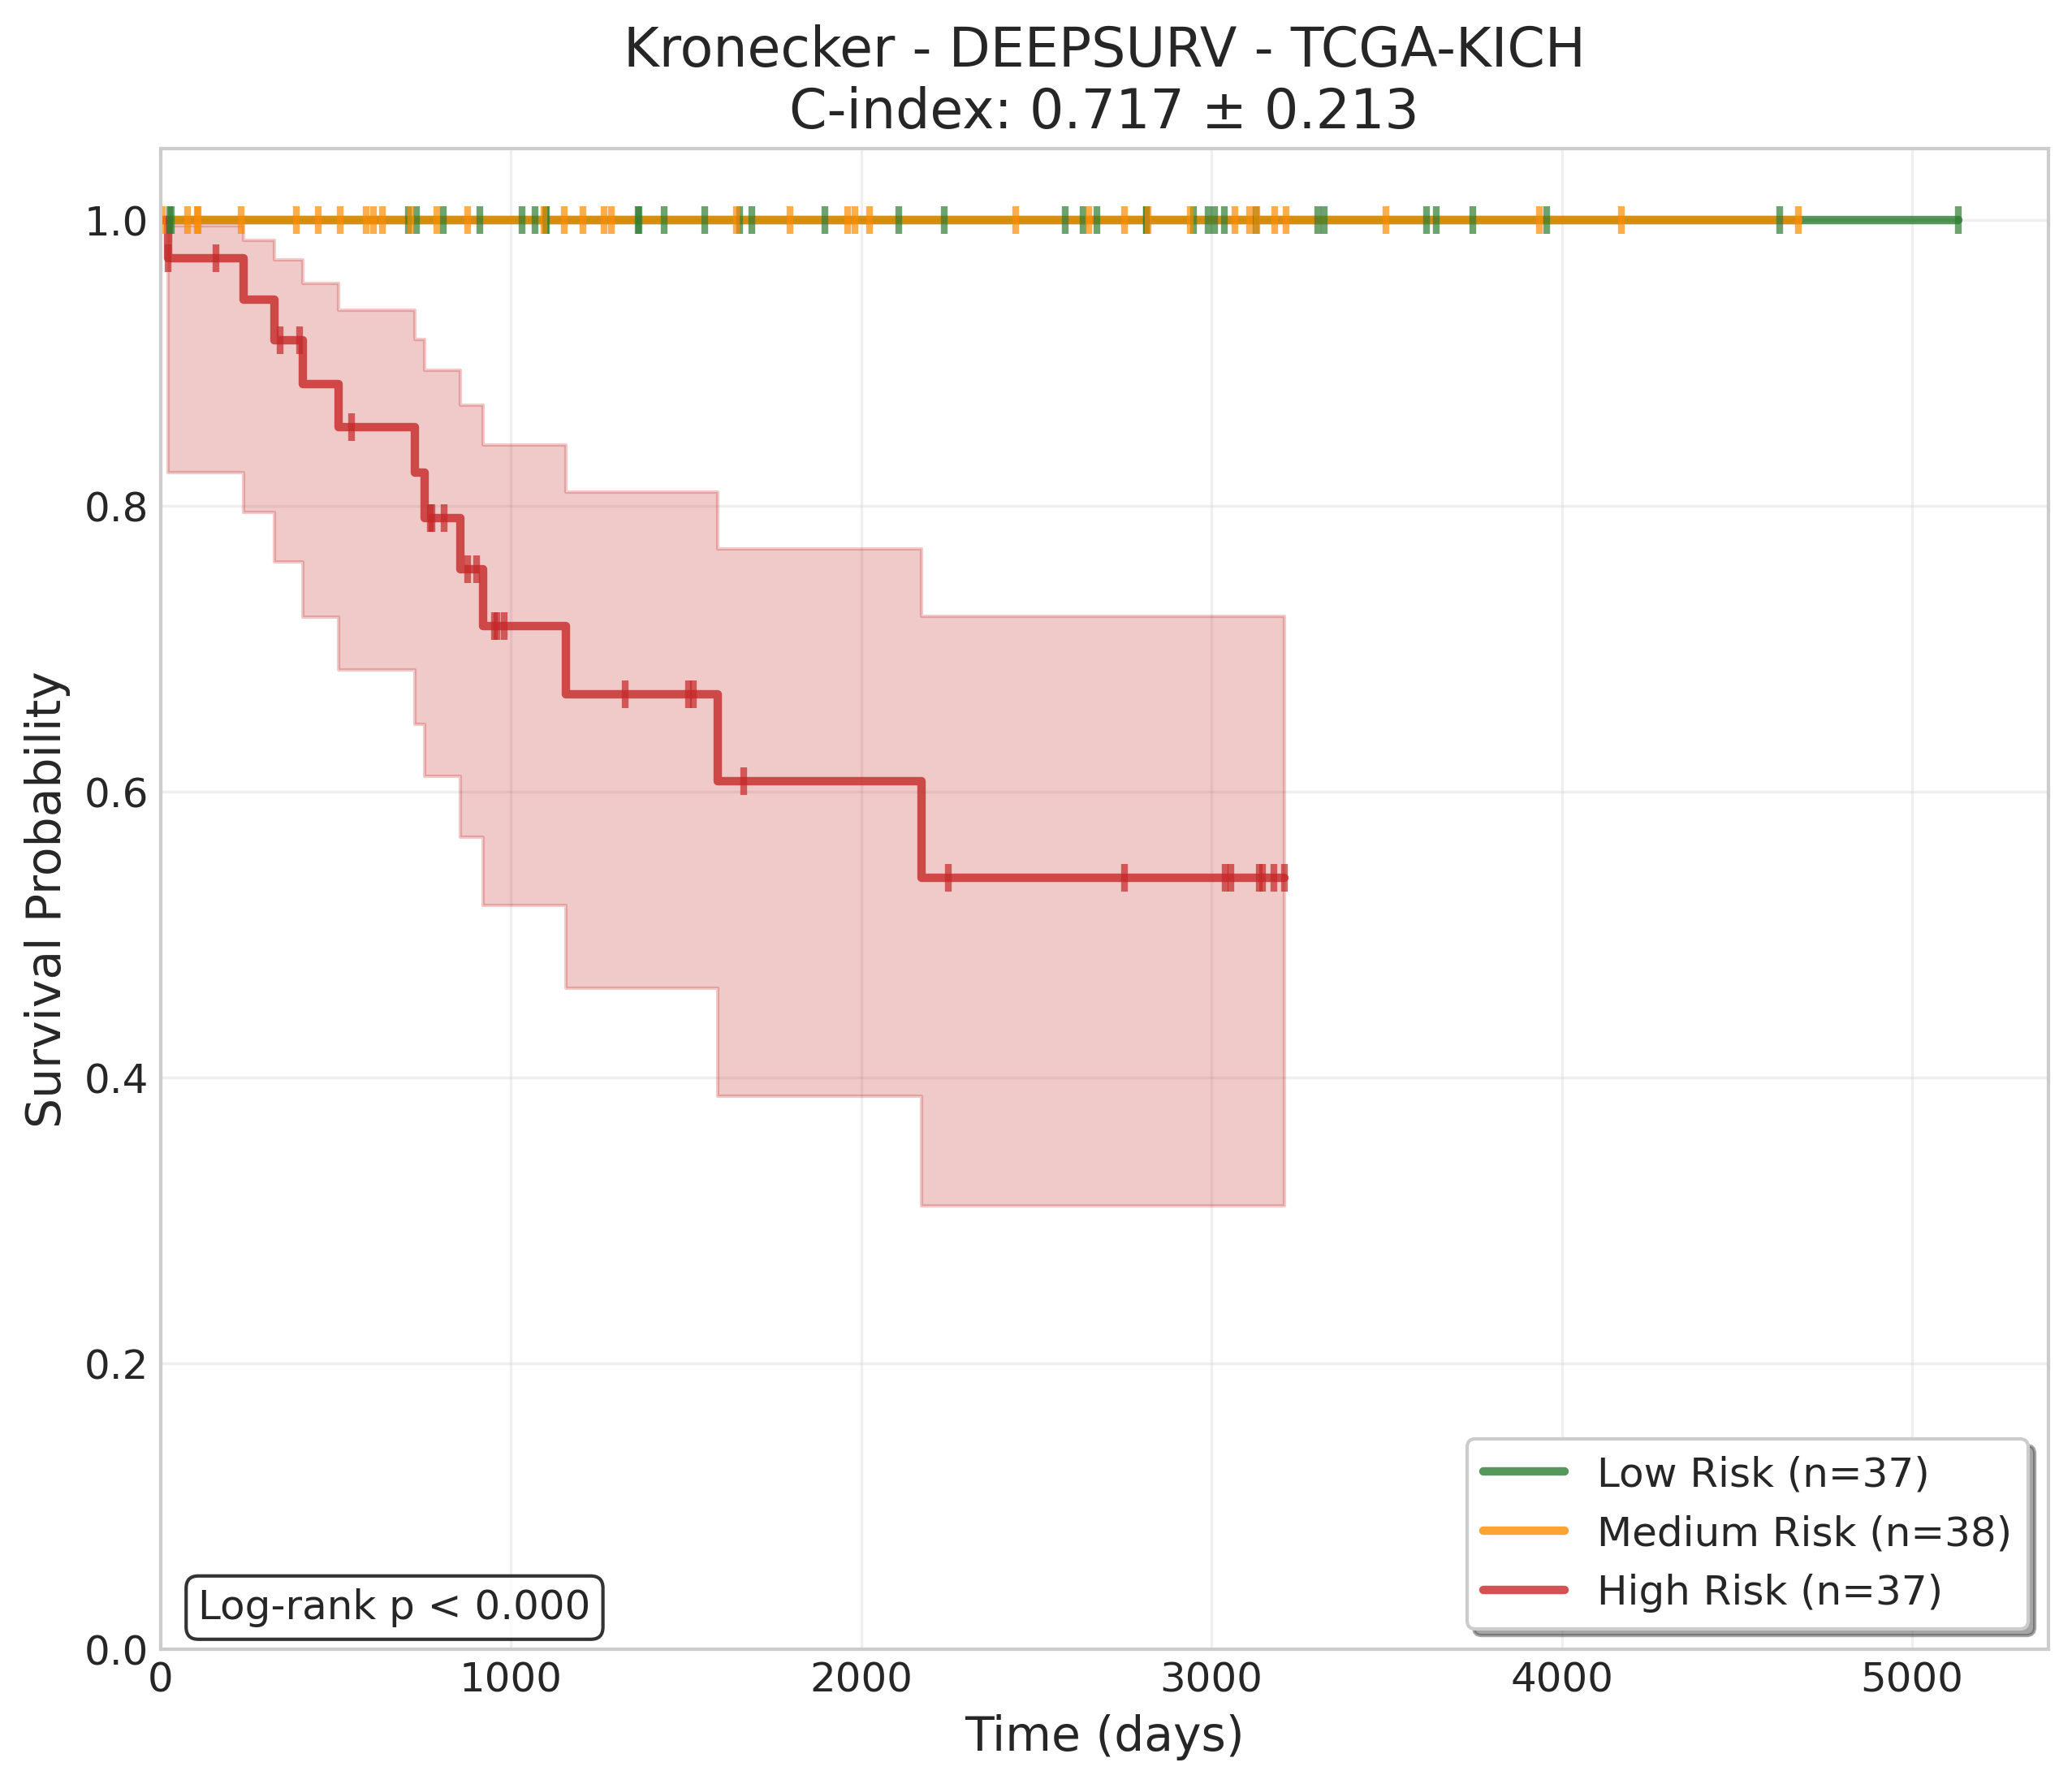 Kronecker - DEEPSURV - TCGA-KICH
C-index: 0.717 ± 0.213
Survival Probability
1.0
0.8
0.6
0.4
0.2
0.0
Log-rank p < 0.000
Low Risk (n=37)
Medium Risk (n=38)
High Risk (n=37)
0 1000 2000 3000 4000 5000
Time (days)